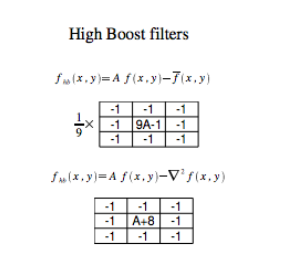 High Boost filters
f_hb(x,y)=A f(x,y)−f̅(x,y)
1/9 ×
-1 -1 -1
-1 9A-1 -1
-1 -1 -1
f_hb(x,y)=A f(x,y)−∇² f(x,y)
-1 -1 -1
-1 A+8 -1
-1 -1 -1